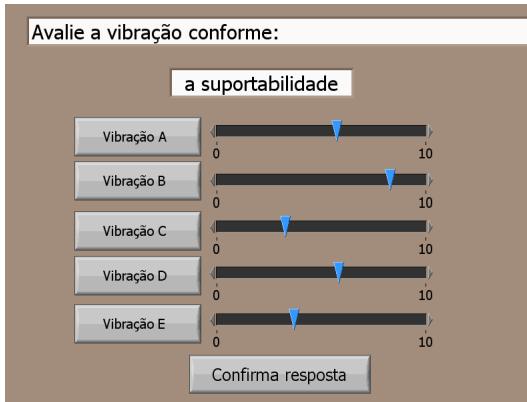 Avalie a vibração conforme:
a suportabilidade
Vibração A
0 10
Vibração B
0 10
Vibração C
0 10
Vibração D
0 10
Vibração E
0 10
Confirma resposta